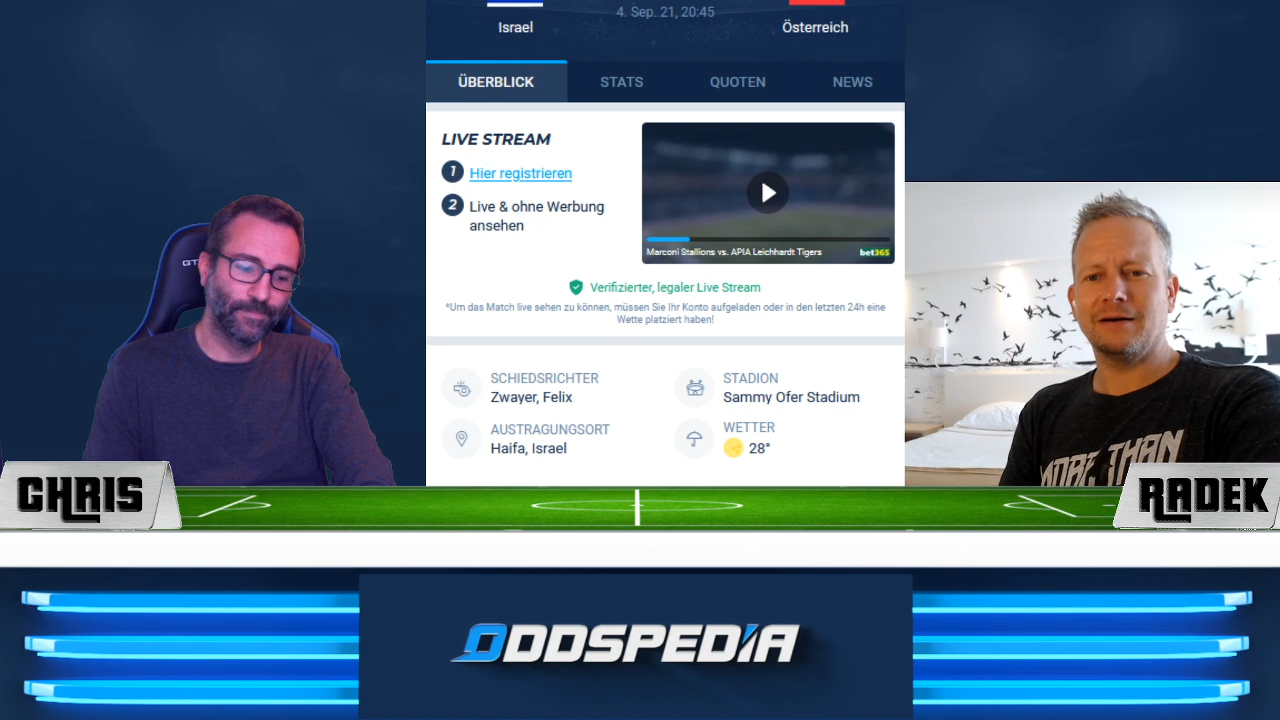 4. Sep. 21, 20:45
Israel
Österreich
ÜBERBLICK
STATS
QUOTEN
NEWS
LIVE STREAM
1 Hier registrieren
2 Live & ohne Werbung
ansehen
Marconi Stallions vs. APIA Leichhardt Tigers
bet365
Verifizierter, legaler Live Stream
*Um das Match live sehen zu können, müssen Sie Ihr Konto aufgeladen oder in den letzten 24h eine
Wette platziert haben!
SCHIEDSRICHTER
Zwayer, Felix
STADION
Sammy Ofer Stadium
AUSTRAGUNGSORT
Haifa, Israel
WETTER
28°
GT
MORE THAN
CHRIS
RADEK
ODDSPEDIA